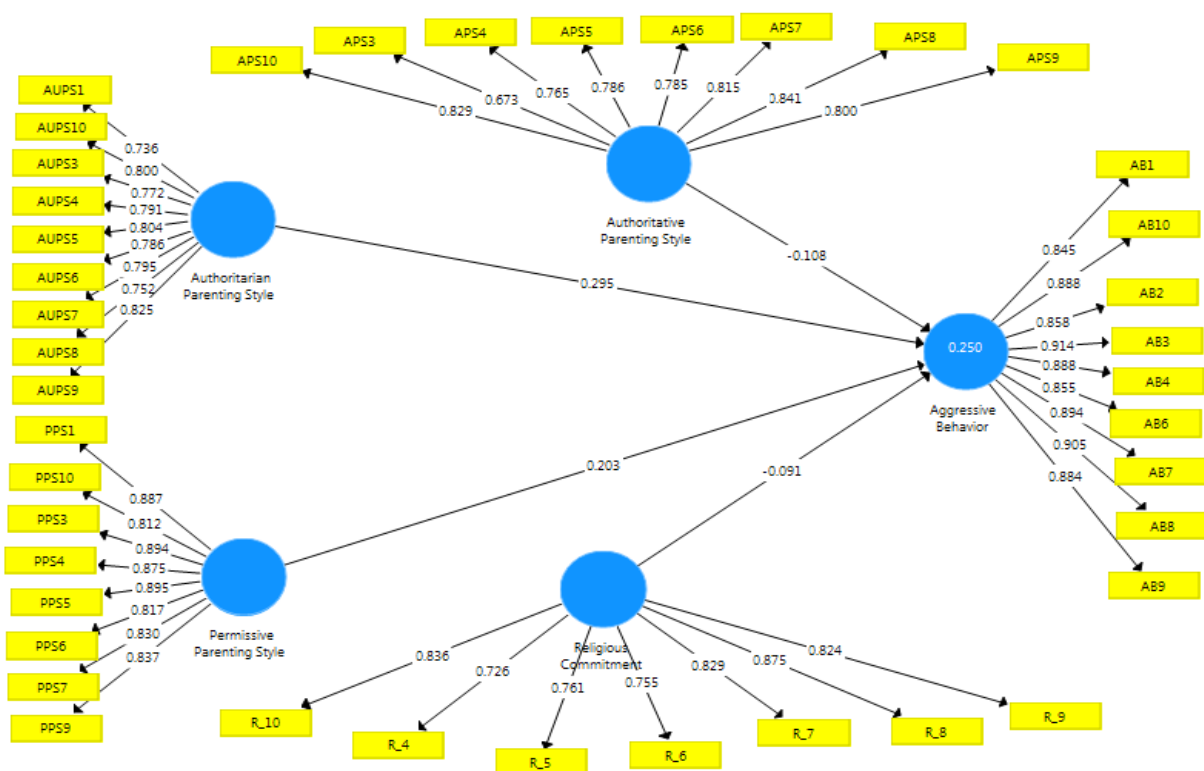 APS10
APS3
APS4
APS5
APS6
APS7
APS8
APS9
0.829
0.673
0.765
0.786
0.785
0.815
0.841
0.800
Authoritative
Parenting Style
AUPS1
AUPS10
AUPS3
AUPS4
AUPS5
AUPS6
AUPS7
AUPS8
AUPS9
0.736
0.800
0.772
0.791
0.804
0.786
0.795
0.752
0.825
Authoritarian
Parenting Style
-0.108
0.295
0.203
-0.091
0.250
Aggressive
Behavior
AB1
AB10
AB2
AB3
AB4
AB6
AB7
AB8
AB9
0.845
0.888
0.858
0.914
0.888
0.855
0.894
0.905
0.884
PPS1
PPS10
PPS3
PPS4
PPS5
PPS6
PPS7
PPS9
0.887
0.812
0.894
0.875
0.895
0.817
0.830
0.837
Permissive
Parenting Style
Religious
Commitment
0.836
0.726
0.761
0.755
0.829
0.875
0.824
R_10
R_4
R_5
R_6
R_7
R_8
R_9